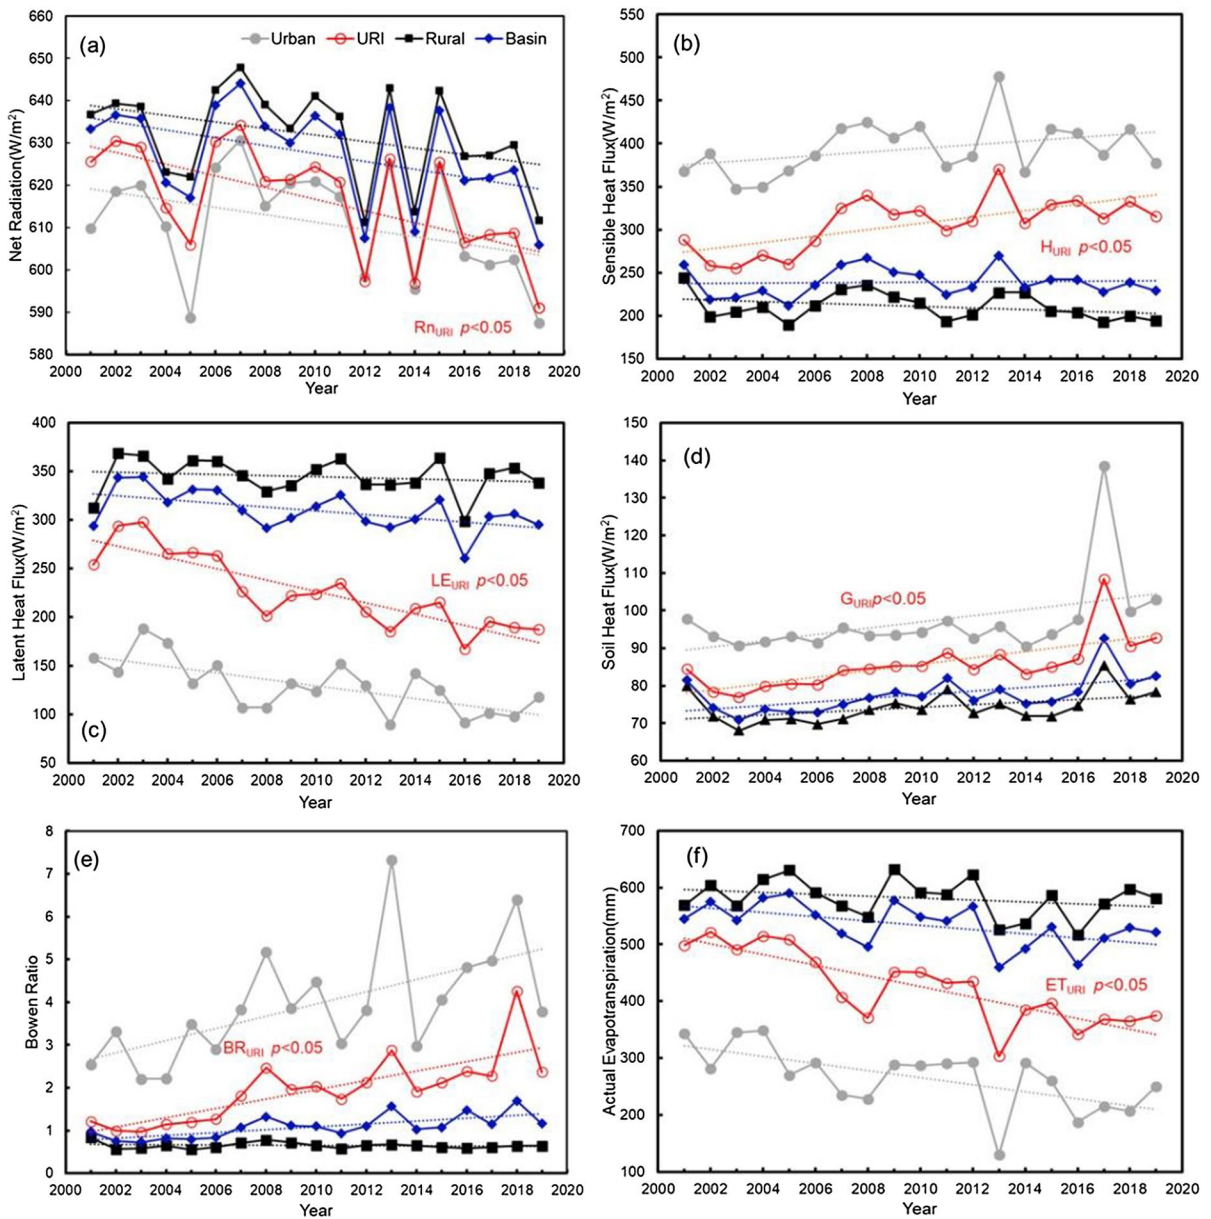 (a)
Urban URI Rural Basin
Net Radiation(W/m²)
660
650
640
630
620
610
600
590
580
Rn_URI p<0.05
2000 2002 2004 2006 2008 2010 2012 2014 2016 2018 2020
Year
(b)
Sensible Heat Flux(W/m²)
550
500
450
400
350
300
250
200
150
H_URI p<0.05
2000 2002 2004 2006 2008 2010 2012 2014 2016 2018 2020
Year
(c)
Latent Heat Flux(W/m²)
400
350
300
250
200
150
100
50
LE_URI p<0.05
2000 2002 2004 2006 2008 2010 2012 2014 2016 2018 2020
Year
(d)
Soil Heat Flux(W/m²)
150
140
130
120
110
100
90
80
70
60
G_URI p<0.05
2000 2002 2004 2006 2008 2010 2012 2014 2016 2018 2020
Year
(e)
Bowen Ratio
8
7
6
5
4
3
2
1
0
BR_URI p<0.05
2000 2002 2004 2006 2008 2010 2012 2014 2016 2018 2020
Year
(f)
Actual Evapotranspiration(mm)
700
600
500
400
300
200
100
ET_URI p<0.05
2000 2002 2004 2006 2008 2010 2012 2014 2016 2018 2020
Year